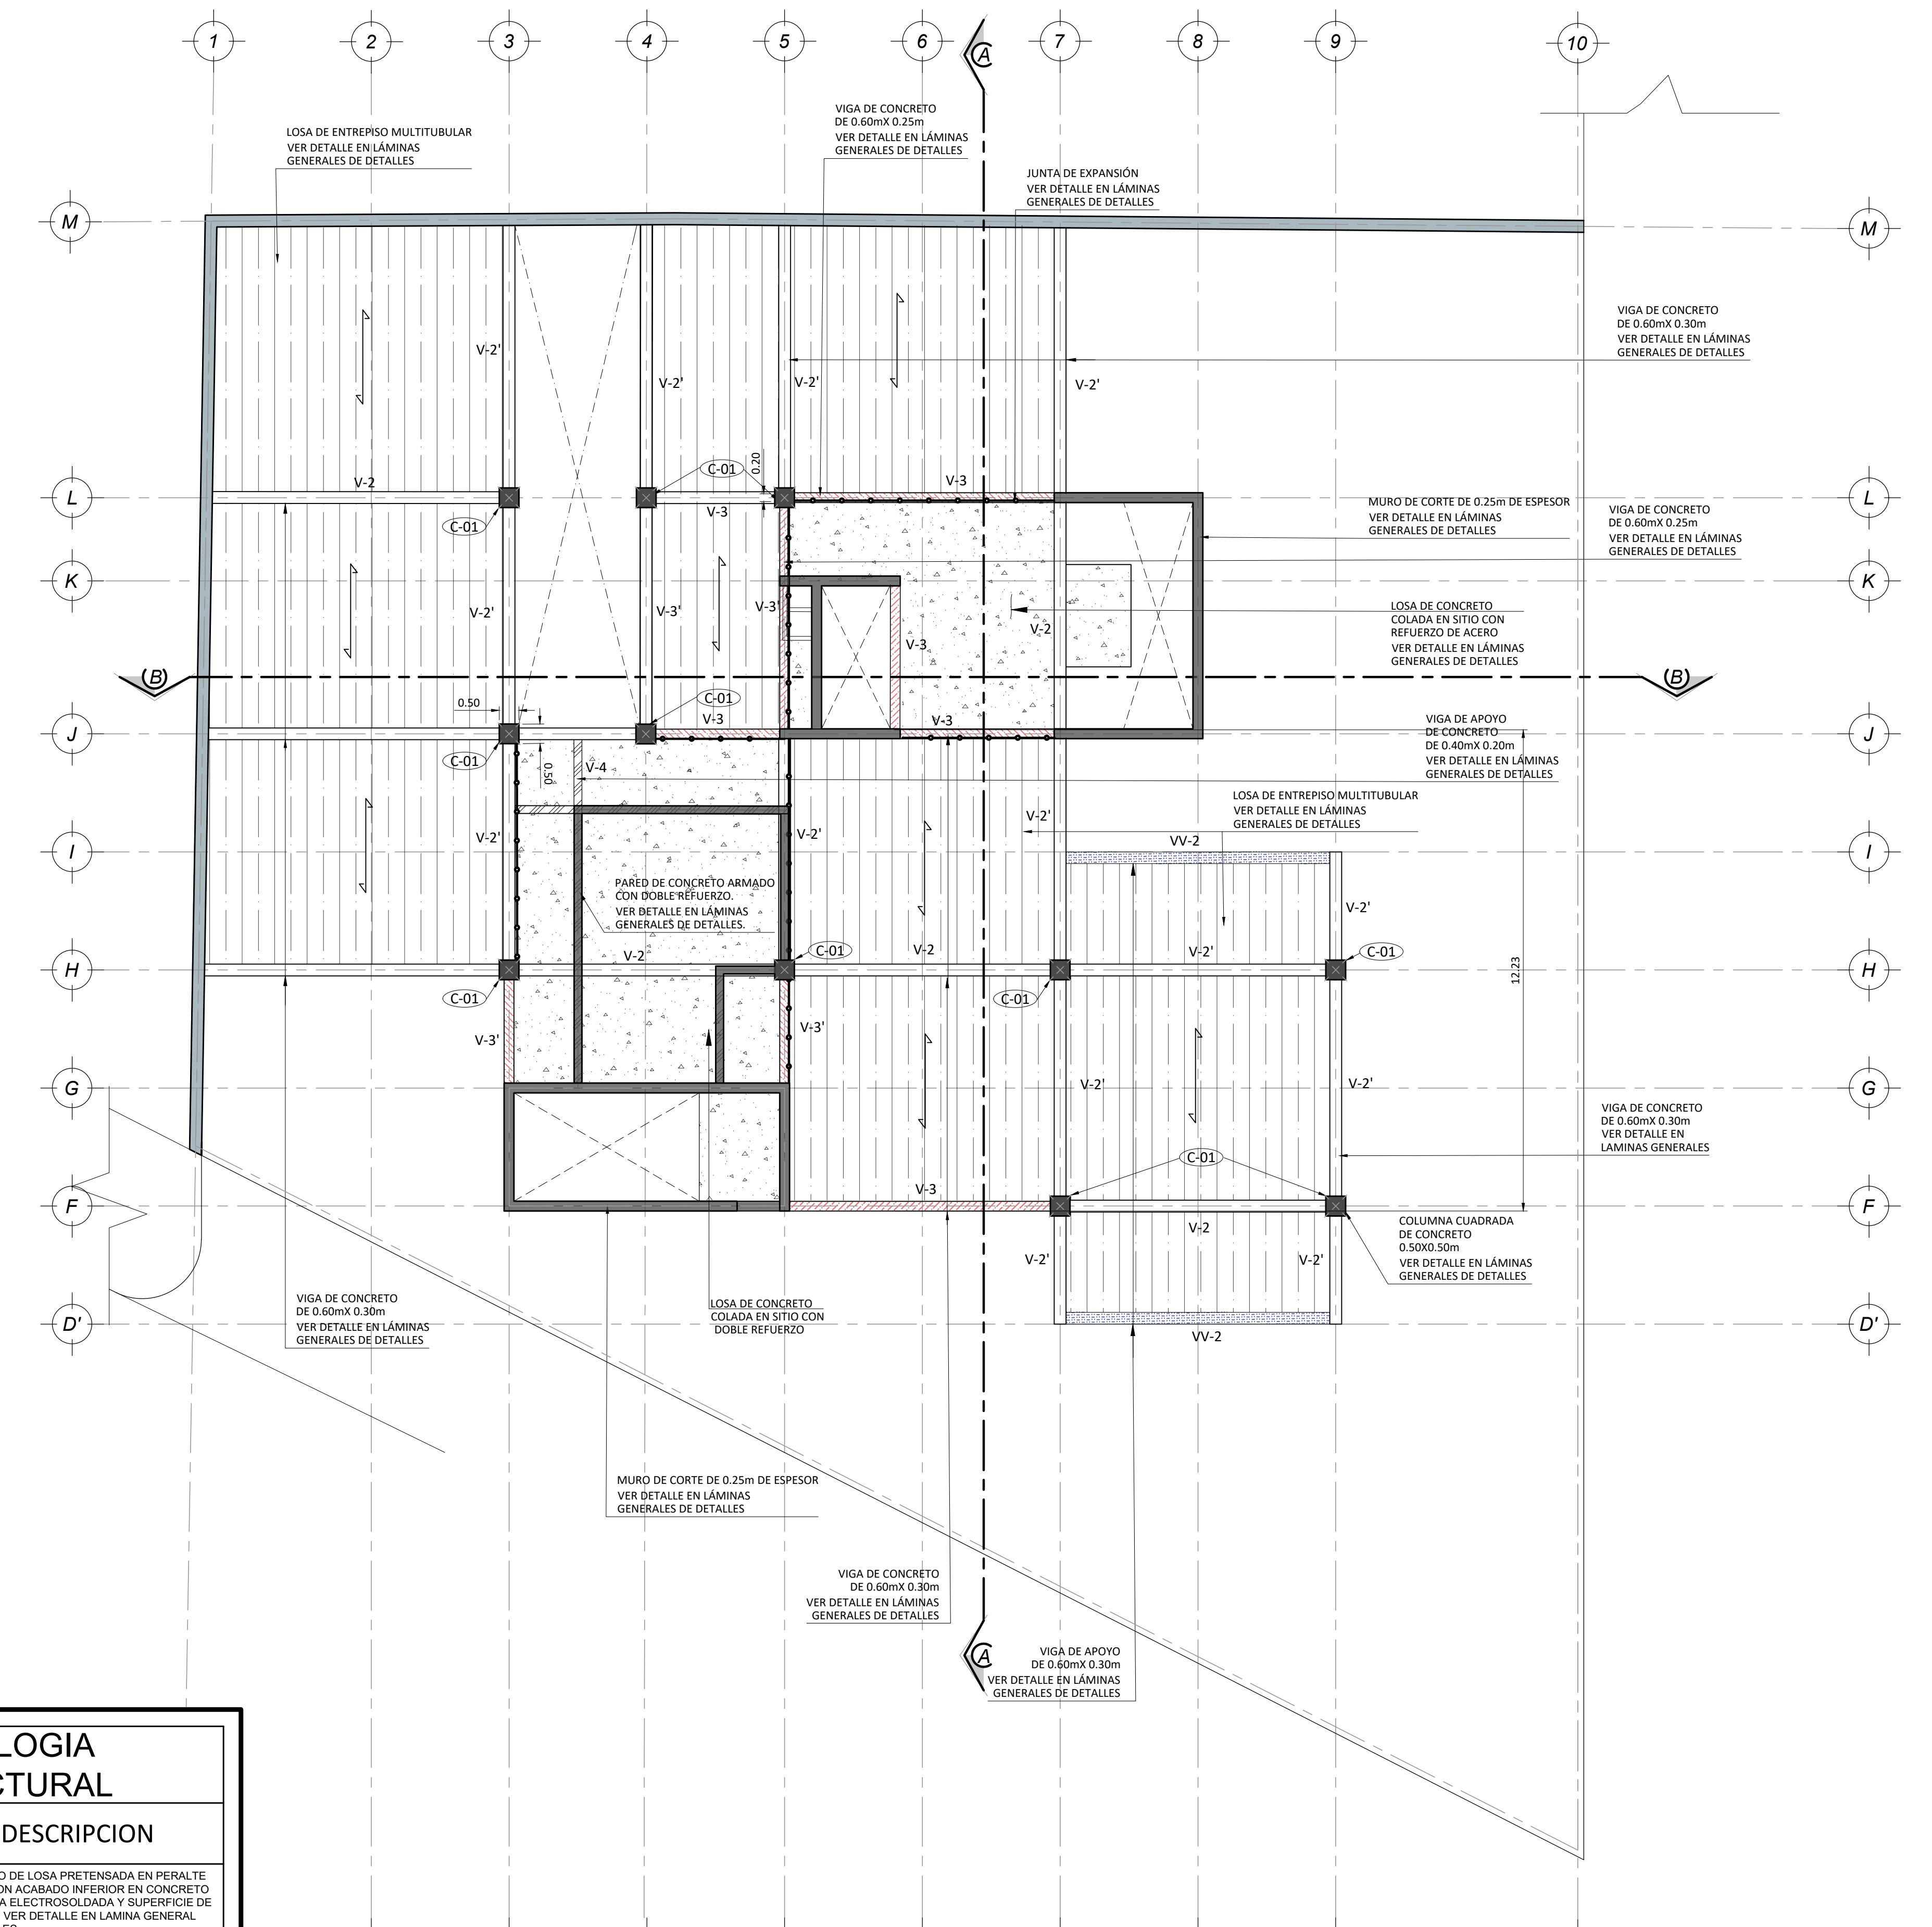 1 2 3 4 5 6 7 8 9 10
A
VIGA DE CONCRETO
DE 0.60mX 0.25m
VER DETALLE EN LÁMINAS
GENERALES DE DETALLES
LOSA DE ENTREPISO MULTITUBULAR
VER DETALLE EN LÁMINAS
GENERALES DE DETALLES
JUNTA DE EXPANSIÓN
VER DETALLE EN LÁMINAS
GENERALES DE DETALLES
M
M
VIGA DE CONCRETO
DE 0.60mX 0.30m
VER DETALLE EN LÁMINAS
GENERALES DE DETALLES
V-2'
V-2'
V-2'
V-2'
C-01
0.20
V-2
V-3
L
L
V-3
C-01
MURO DE CORTE DE 0.25m DE ESPESOR
VER DETALLE EN LÁMINAS
GENERALES DE DETALLES
VIGA DE CONCRETO
DE 0.60mX 0.25m
VER DETALLE EN LÁMINAS
GENERALES DE DETALLES
K
K
V-2'
V-3'
V-3'
V-2
V-3
LOSA DE CONCRETO
COLADA EN SITIO CON
REFUERZO DE ACERO
VER DETALLE EN LÁMINAS
GENERALES DE DETALLES
B
B
0.50
C-01
V-3
V-3
J
J
VIGA DE APOYO
DE CONCRETO
DE 0.40mX 0.20m
VER DETALLE EN LÁMINAS
GENERALES DE DETALLES
C-01
0.50
V-4
LOSA DE ENTREPISO MULTITUBULAR
VER DETALLE EN LÁMINAS
GENERALES DE DETALLES
V-2'
V-2'
V-2'
VV-2
I
I
PARED DE CONCRETO ARMADO
CON DOBLE REFUERZO.
VER DETALLE EN LÁMINAS
GENERALES DE DETALLES.
V-2'
V-2
C-01
V-2
V-2'
C-01
12.23
H
H
C-01
C-01
V-3'
V-3'
G
G
V-2'
V-2'
VIGA DE CONCRETO
DE 0.60mX 0.30m
VER DETALLE EN
LAMINAS GENERALES
C-01
V-3
F
F
V-2
COLUMNA CUADRADA
DE CONCRETO
0.50X0.50m
VER DETALLE EN LÁMINAS
GENERALES DE DETALLES
V-2'
V-2'
VIGA DE CONCRETO
DE 0.60mX 0.30m
VER DETALLE EN LÁMINAS
GENERALES DE DETALLES
LOSA DE CONCRETO
COLADA EN SITIO CON
DOBLE REFUERZO
D'
D'
VV-2
MURO DE CORTE DE 0.25m DE ESPESOR
VER DETALLE EN LÁMINAS
GENERALES DE DETALLES
VIGA DE CONCRETO
DE 0.60mX 0.30m
VER DETALLE EN LÁMINAS
GENERALES DE DETALLES
A
VIGA DE APOYO
DE 0.60mX 0.30m
VER DETALLE EN LÁMINAS
GENERALES DE DETALLES
LOGIA
CTURAL
DESCRIPCION
O DE LOSA PRETENSADA EN PERALTE
ON ACABADO INFERIOR EN CONCRETO
A ELECTROSOLDADA Y SUPERFICIE DE
VER DETALLE EN LAMINA GENERAL